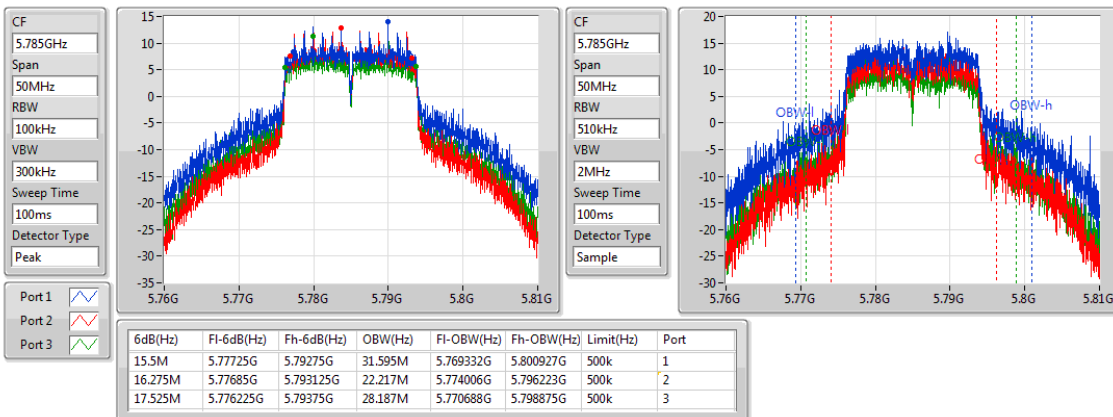 CF
5.785GHz
Span
50MHz
RBW
100kHz
VBW
300kHz
Sweep Time
100ms
Detector Type
Peak
Port 1
Port 2
Port 3
15
10
5
0
-5
-10
-15
-20
-25
-30
-35
5.76G 5.77G 5.78G 5.79G 5.8G 5.81G
CF
5.785GHz
Span
50MHz
RBW
510kHz
VBW
2MHz
Sweep Time
100ms
Detector Type
Sample
20
15
10
5
0
-5
-10
-15
-20
-25
-30
OBW-h
5.76G 5.77G 5.78G 5.79G 5.8G 5.81G
6dB(Hz) Fl-6dB(Hz) Fh-6dB(Hz) OBW(Hz) Fl-OBW(Hz) Fh-OBW(Hz) Limit(Hz) Port
15.5M 5.77725G 5.79275G 31.595M 5.769332G 5.800927G 500k 1
16.275M 5.77685G 5.793125G 22.217M 5.774006G 5.796223G 500k 2
17.525M 5.776225G 5.79375G 28.187M 5.770688G 5.798875G 500k 3